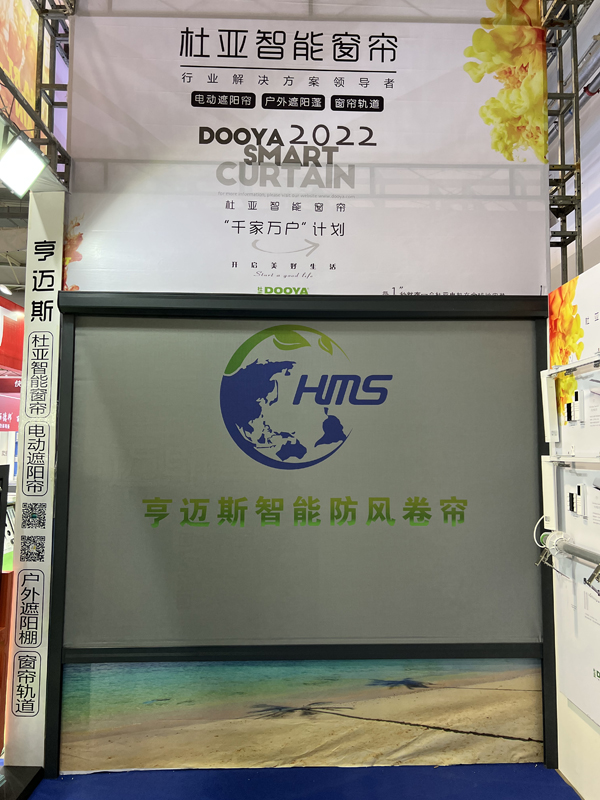 杜亚智能窗帘
行业解决方案领导者
电动遮阳帘 户外遮阳蓬 窗帘轨道
DOOYA 2022
SMART
CURTAIN
杜亚智能窗帘
“千家万户”计划
开启美好生活
Start a good life
DOOYA
HMS
亨迈斯智能防风卷帘
亨迈斯
杜亚智能窗帘
电动遮阳帘
户外遮阳棚
窗帘轨道